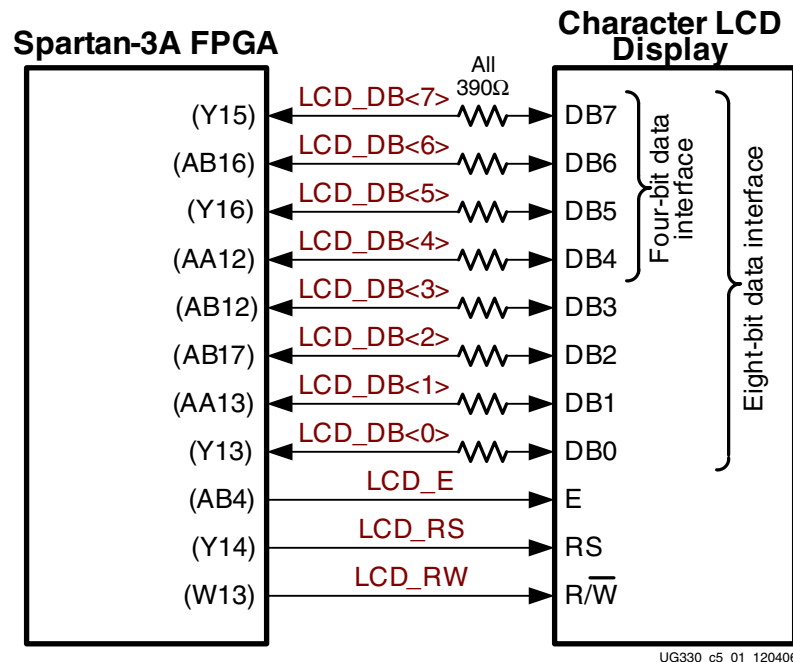 Spartan-3A FPGA
Character LCD
Display
All
390Ω
(Y15) LCD_DB<7> DB7
(AB16) LCD_DB<6> DB6
(Y16) LCD_DB<5> DB5
(AA12) LCD_DB<4> DB4
(AB12) LCD_DB<3> DB3
(AB17) LCD_DB<2> DB2
(AA13) LCD_DB<1> DB1
(Y13) LCD_DB<0> DB0
(AB4) LCD_E E
(Y14) LCD_RS RS
(W13) LCD_RW R/W̅
Four-bit data
interface
Eight-bit data interface
UG330_c5_01_120406